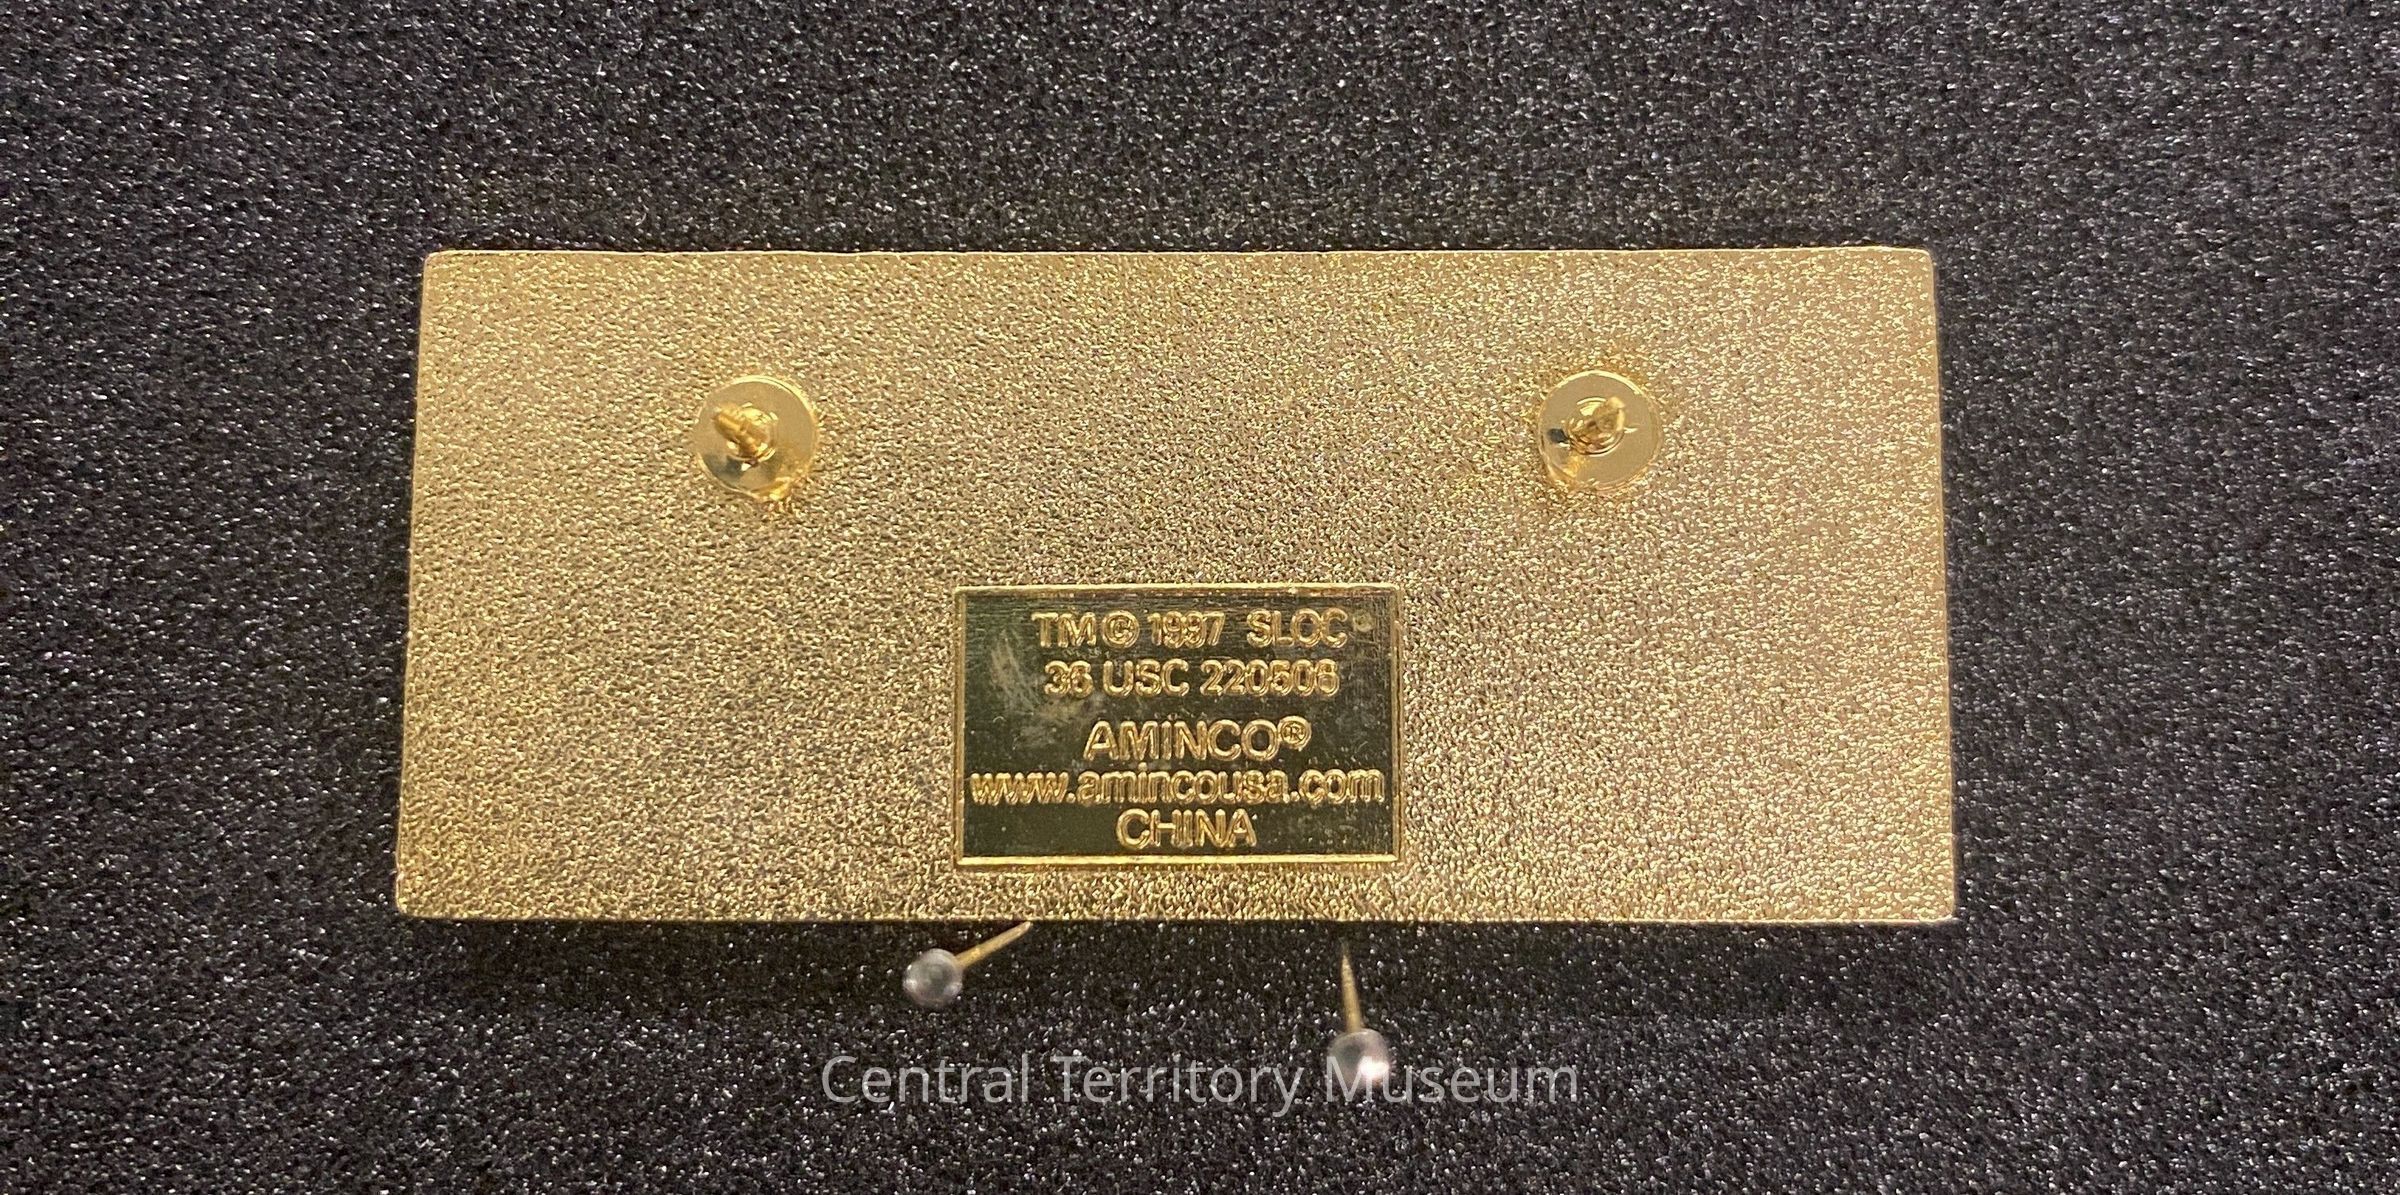 TM © 1997 SLOC
36 USC 220506
AMINCO®
www.amincousa.com
CHINA
Central Territory Museum